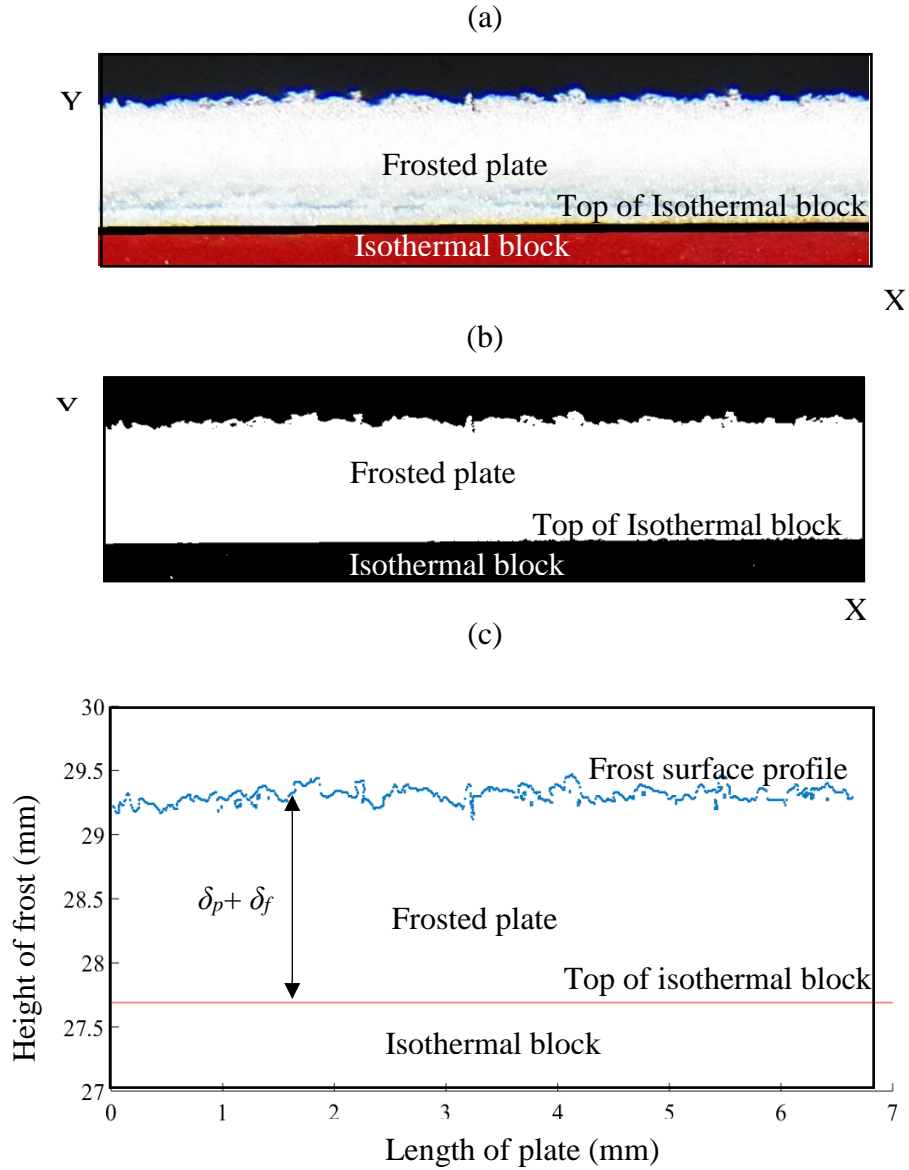 (a)
Y
Frosted plate
Top of Isothermal block
Isothermal block
X
(b)
Frosted plate
Top of Isothermal block
Isothermal block
X
(c)
30
29.5
Frost surface profile
29
28.5
δp+ δf
Frosted plate
28
Top of isothermal block
27.5
Isothermal block
27
0 1 2 3 4 5 6 7
Height of frost (mm)
Length of plate (mm)